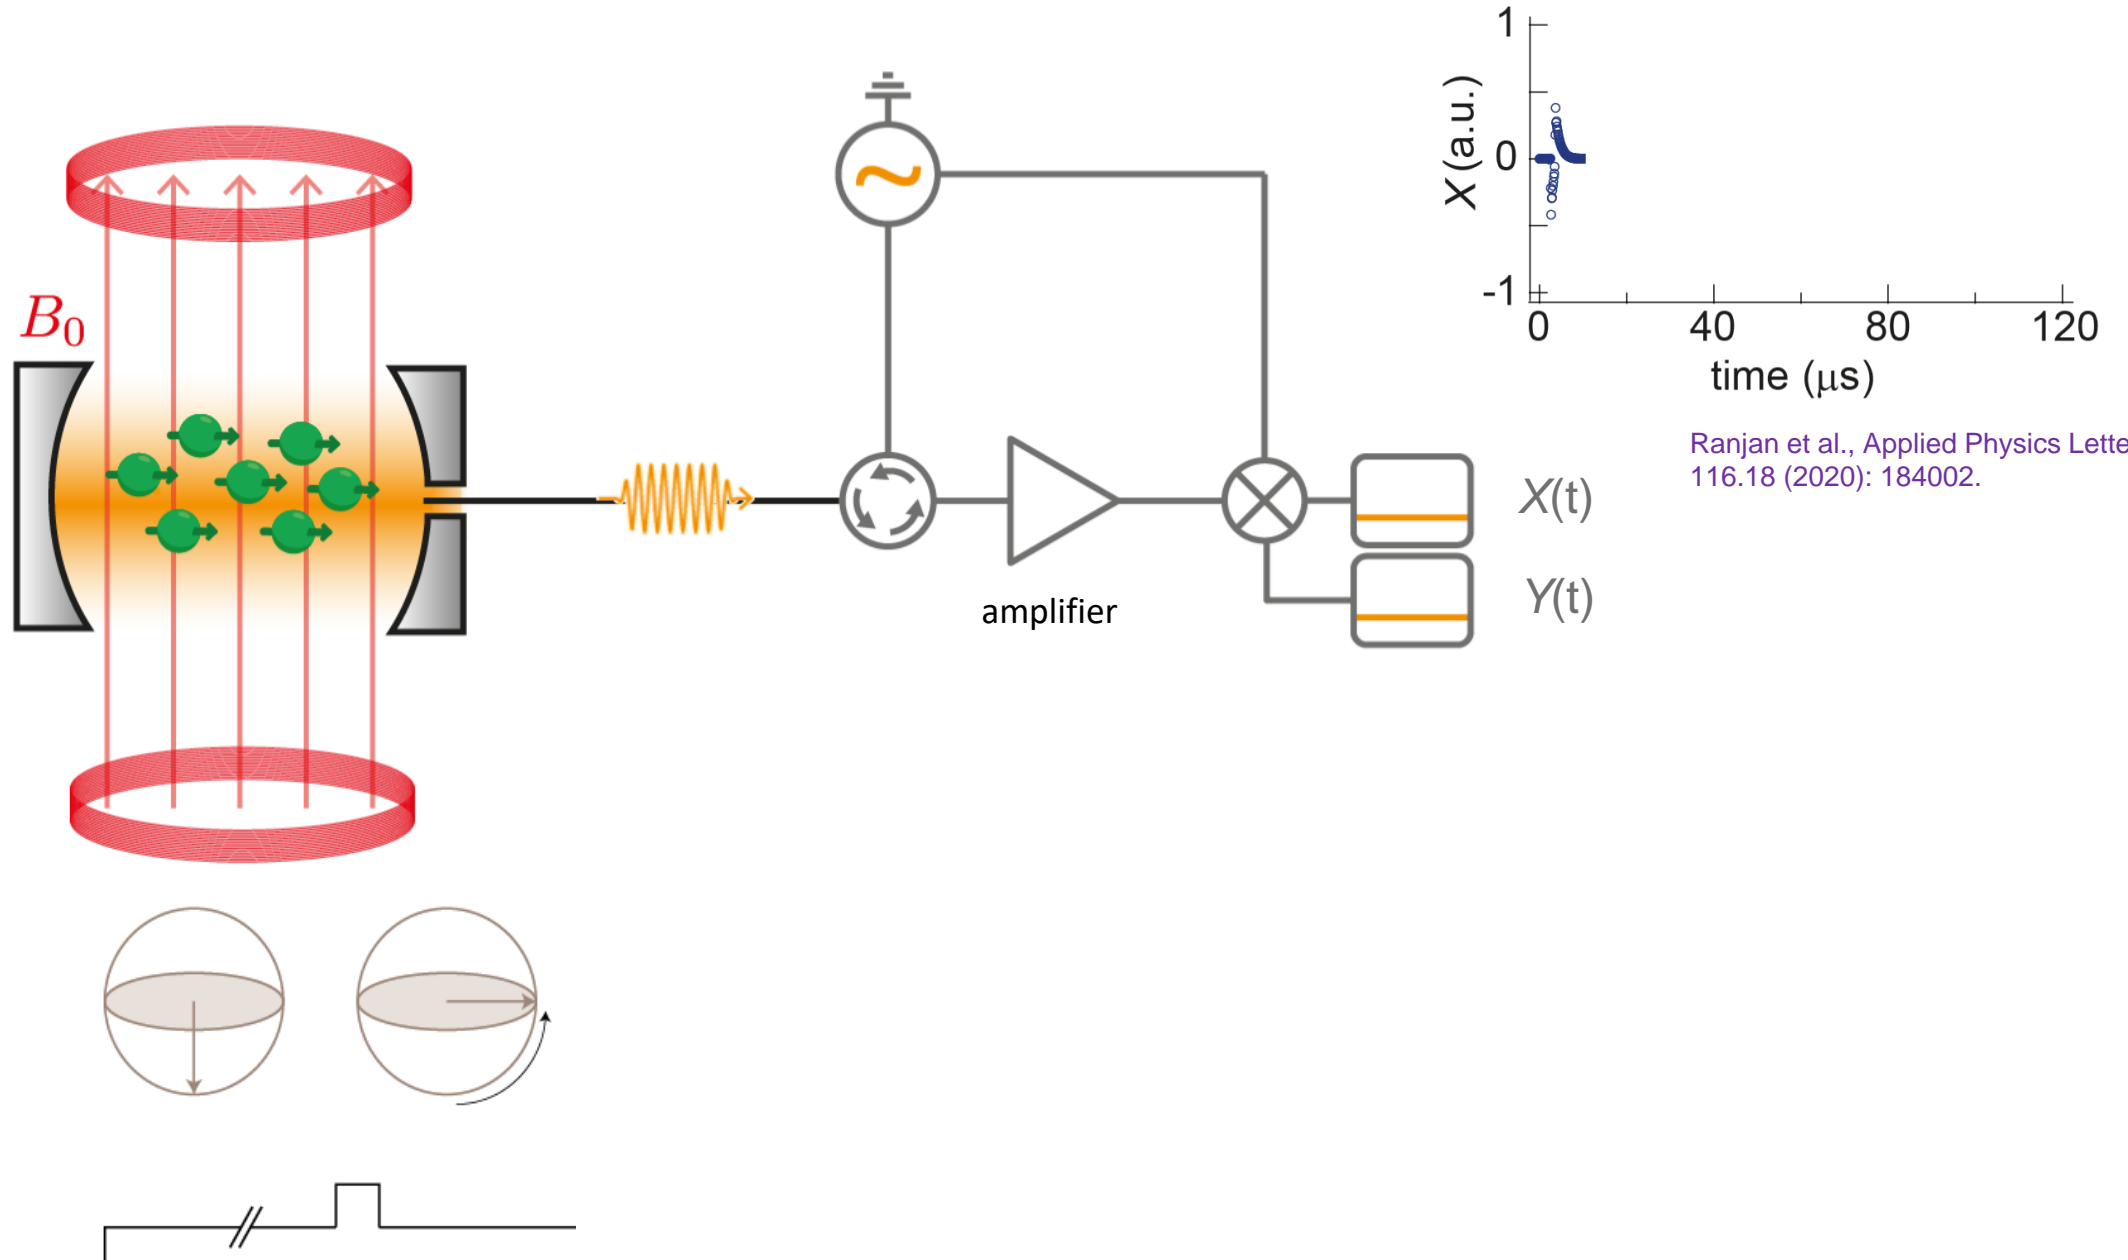 1
0
-1
X (a.u.)
0 40 80 120
time (μs)
Ranjan et al., Applied Physics Lette
116.18 (2020): 184002.
B0
X(t)
Y(t)
amplifier